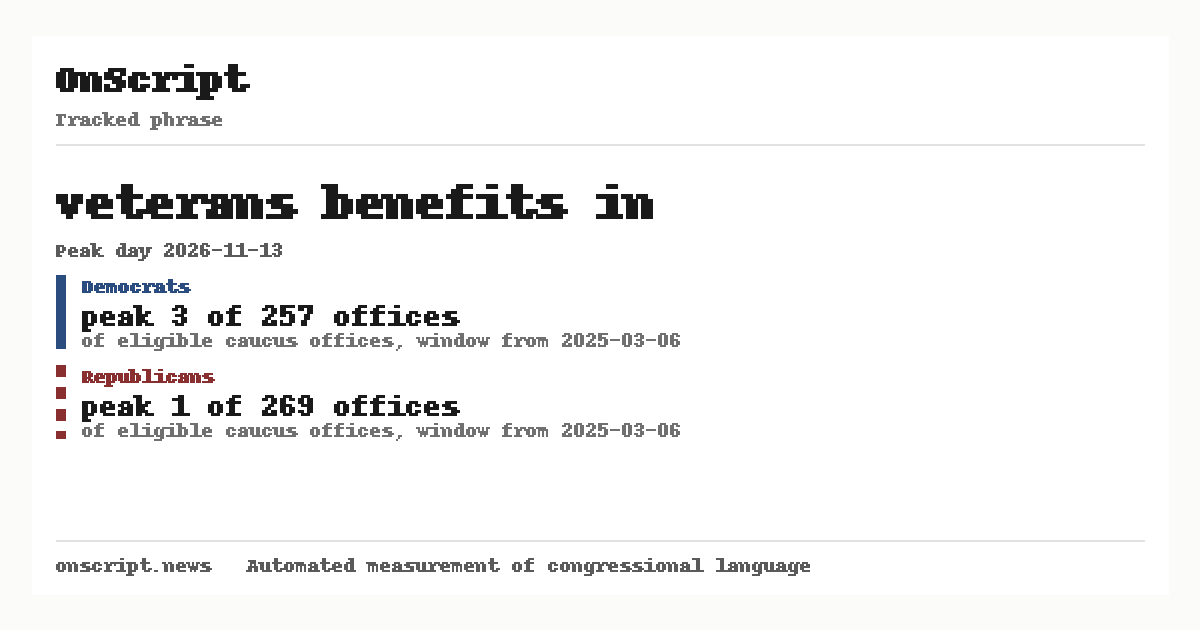 OnScript
Tracked phrase
veterans benefits in
Peak day 2026-11-13
Democrats
peak 3 of 257 offices
of eligible caucus offices, window from 2025-03-06
Republicans
peak 1 of 269 offices
of eligible caucus offices, window from 2025-03-06
onscript.news Automated measurement of congressional language